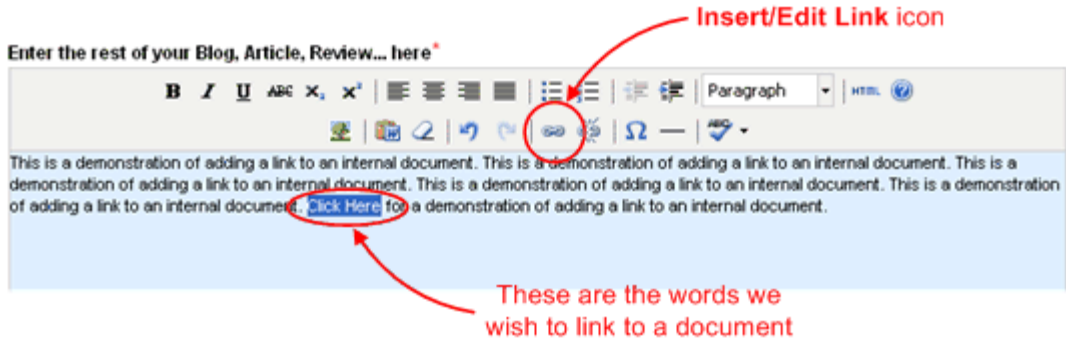 Insert/Edit Link icon
Enter the rest of your Blog, Article, Review... here*
B I U ABC X₂ X² Paragraph HTML ?
Ω ABC
This is a demonstration of adding a link to an internal document. This is a demonstration of adding a link to an internal document. This is a
demonstration of adding a link to an internal document. This is a demonstration of adding a link to an internal document. This is a demonstration
of adding a link to an internal document. Click Here for a demonstration of adding a link to an internal document.
These are the words we
wish to link to a document